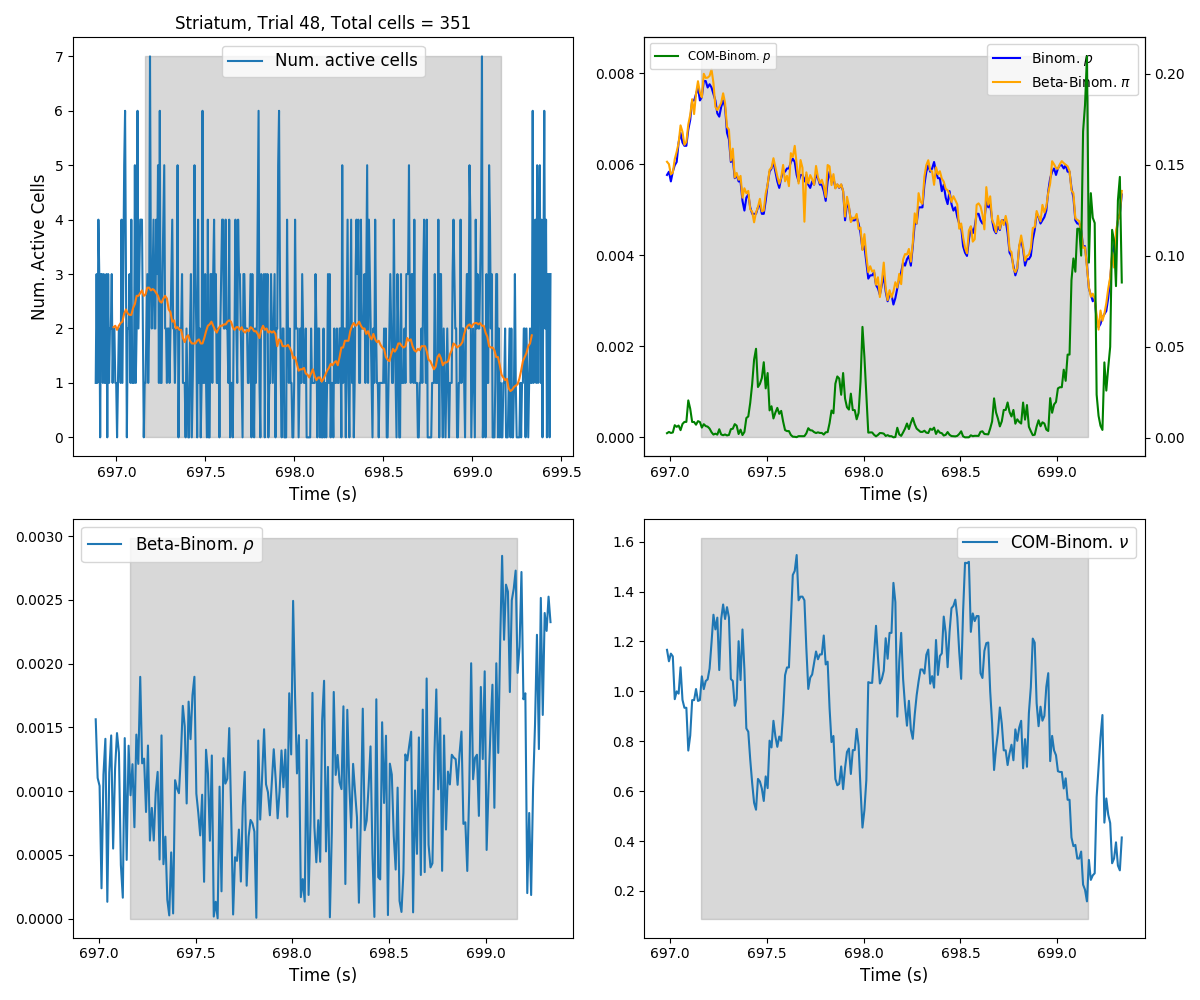 Striatum, Trial 48, Total cells = 351
Num. active cells
Num. Active Cells
7
6
5
4
3
2
1
0
697.0 697.5 698.0 698.5 699.0 699.5
Time (s)
COM-Binom. p
Binom. p
Beta-Binom. π
0.008
0.006
0.004
0.002
0.000
0.20
0.15
0.10
0.05
0.00
697.0 697.5 698.0 698.5 699.0
Time (s)
Beta-Binom. ρ
0.0030
0.0025
0.0020
0.0015
0.0010
0.0005
0.0000
697.0 697.5 698.0 698.5 699.0
Time (s)
COM-Binom. ν
1.6
1.4
1.2
1.0
0.8
0.6
0.4
0.2
697.0 697.5 698.0 698.5 699.0
Time (s)